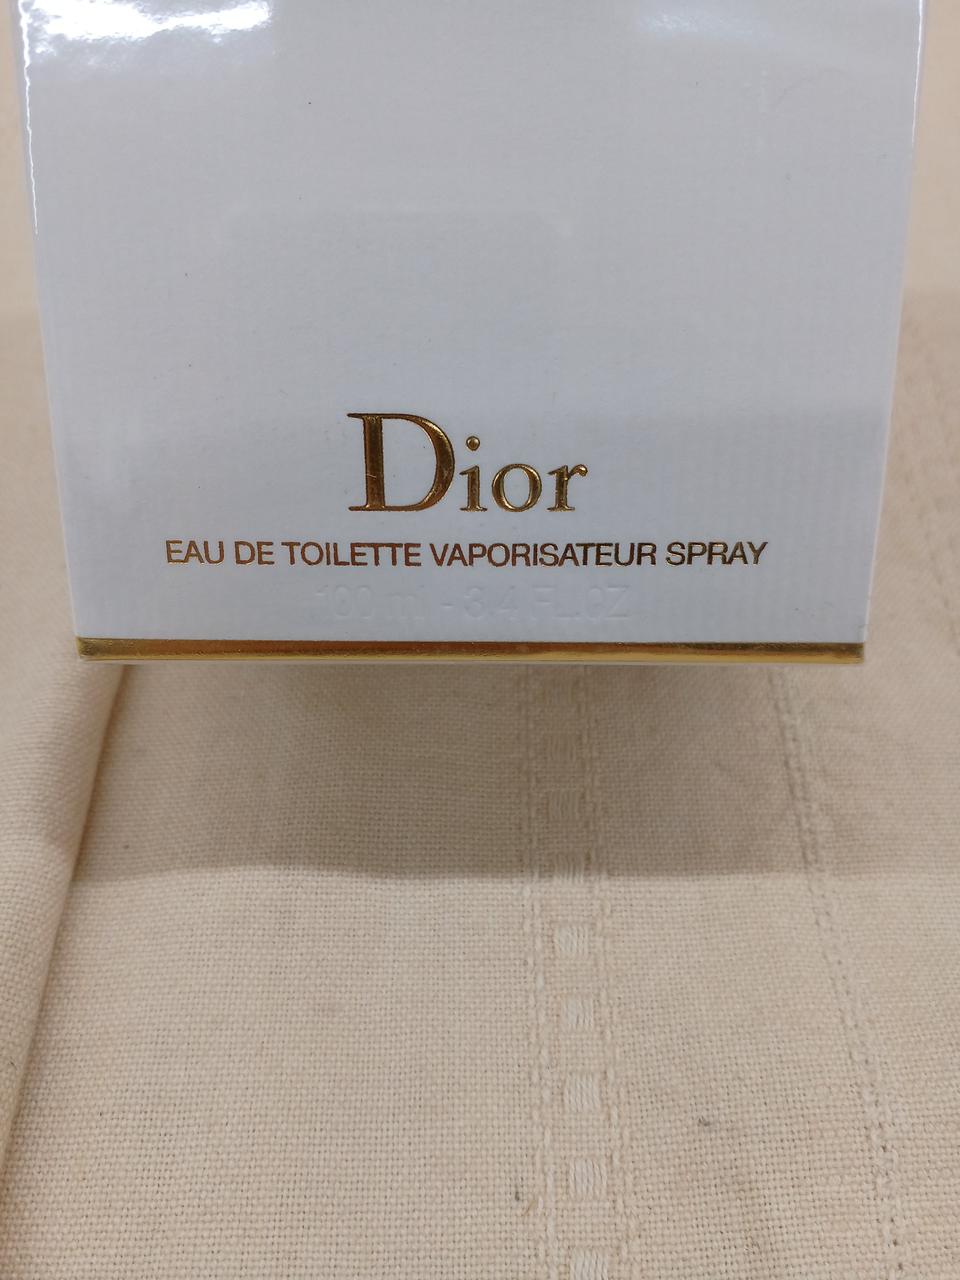 Dior
EAU DE TOILETTE VAPORISATEUR SPRAY
100 ml - 3.4 FL.OZ